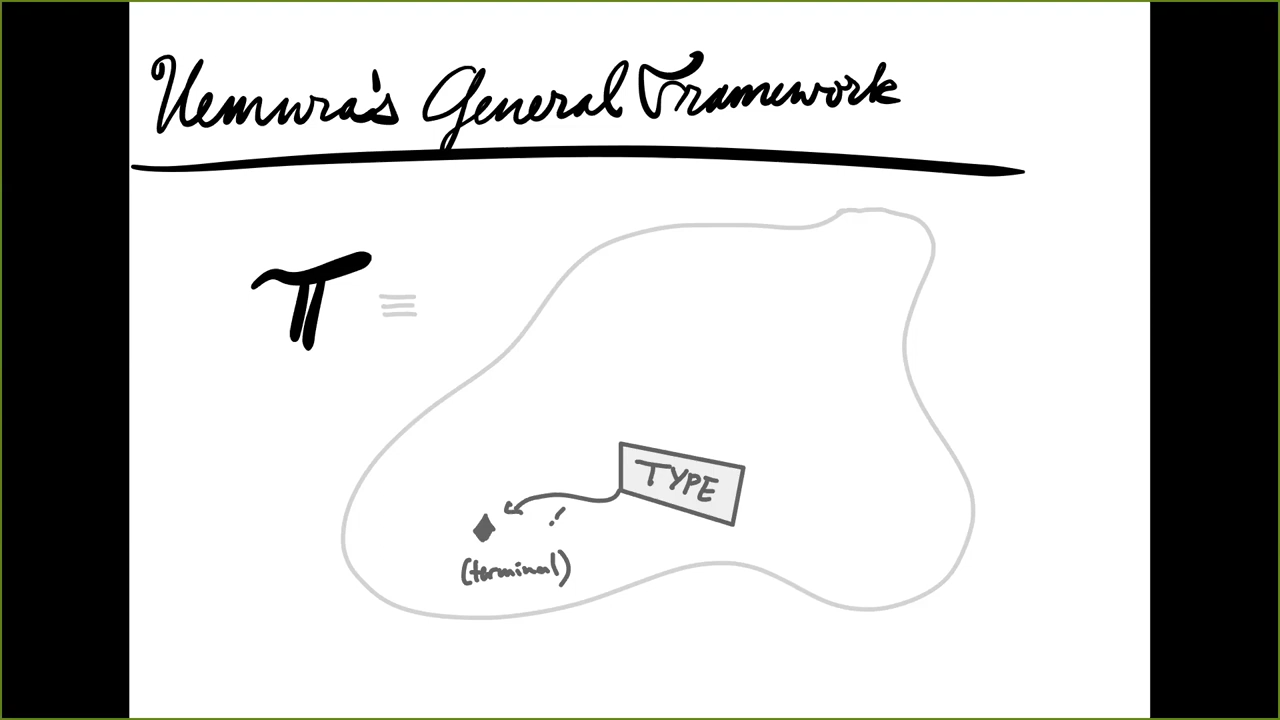 Uemura's General Framework
𝕋 ≡
TYPE
!
(terminal)